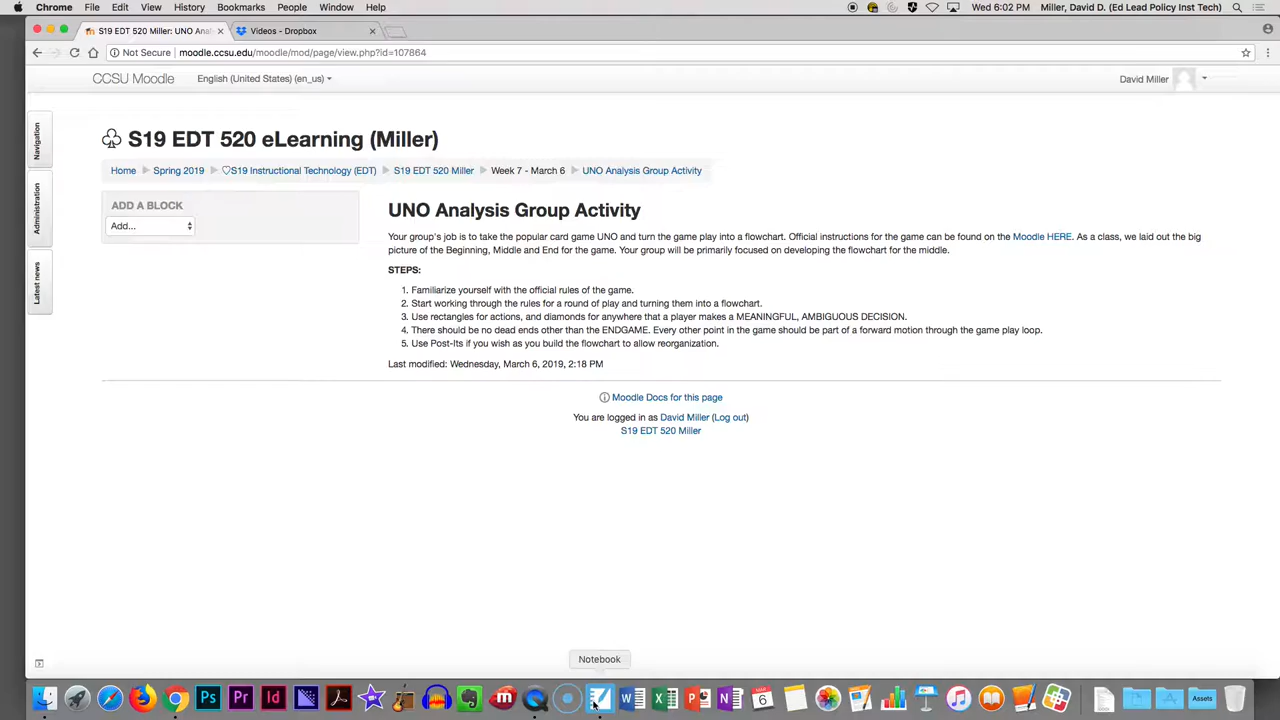 Chrome File Edit View History Bookmarks People Window Help Wed 6:02 PM Miller, David D. (Ed Lead Policy Inst Tech)
S19 EDT 520 Miller: UNO Ana Videos - Dropbox
Not Secure moodle.ccsu.edu/moodle/mod/page/view.php?id=107864
CCSU Moodle English (United States) (en_us) David Miller
Navigation
Administration
Latest news
S19 EDT 520 eLearning (Miller)
Home Spring 2019 ♡S19 Instructional Technology (EDT) S19 EDT 520 Miller Week 7 - March 6 UNO Analysis Group Activity
ADD A BLOCK
Add...
UNO Analysis Group Activity
Your group's job is to take the popular card game UNO and turn the game play into a flowchart. Official instructions for the game can be found on the Moodle HERE. As a class, we laid out the big
picture of the Beginning, Middle and End for the game. Your group will be primarily focused on developing the flowchart for the middle.
STEPS:
1. Familiarize yourself with the official rules of the game.
2. Start working through the rules for a round of play and turning them into a flowchart.
3. Use rectangles for actions, and diamonds for anywhere that a player makes a MEANINGFUL, AMBIGUOUS DECISION.
4. There should be no dead ends other than the ENDGAME. Every other point in the game should be part of a forward motion through the game play loop.
5. Use Post-Its if you wish as you build the flowchart to allow reorganization.
Last modified: Wednesday, March 6, 2019, 2:18 PM
Moodle Docs for this page
You are logged in as David Miller (Log out)
S19 EDT 520 Miller
Notebook
Ps Pr Id m W X P N MAR 6 Assets